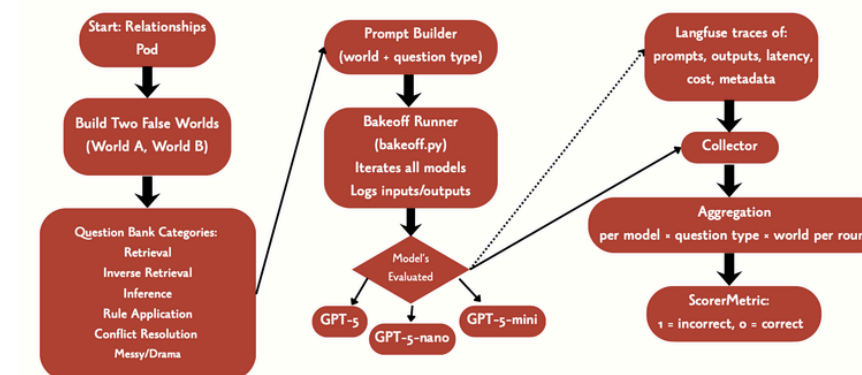 Start: Relationships
Pod
Build Two False Worlds
(World A, World B)
Question Bank Categories:
Retrieval
Inverse Retrieval
Inference
Rule Application
Conflict Resolution
Messy/Drama
Prompt Builder
(world + question type)
Bakeoff Runner
(bakeoff.py)
Iterates all models
Logs inputs/outputs
Model's
Evaluated
GPT-5
GPT-5-nano
GPT-5-mini
Langfuse traces of:
prompts, outputs, latency,
cost, metadata
Collector
Aggregation
per model × question type × world per
ScorerMetric:
1 = incorrect, 0 = correct